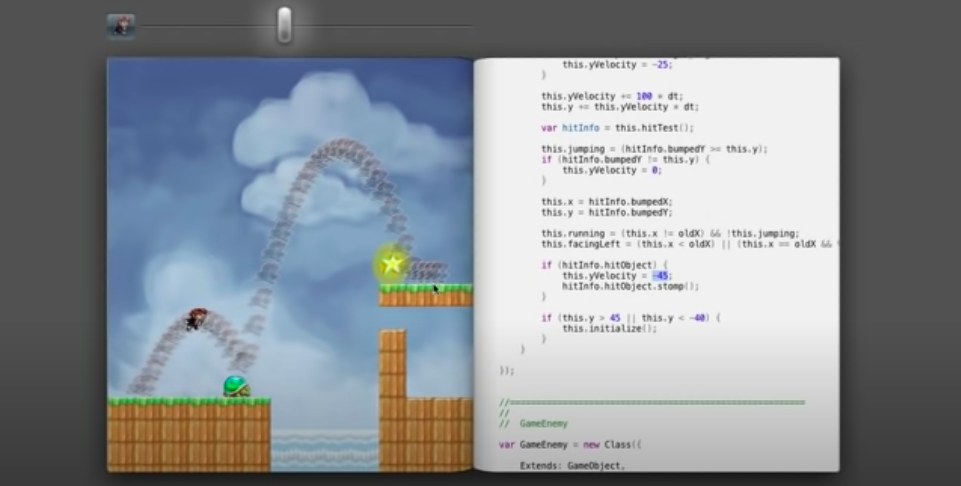 this.yVelocity = -25;
}
this.yVelocity += 100 * dt;
this.y += this.yVelocity * dt;
var hitInfo = this.hitTest();
this.jumping = (hitInfo.bumpedY >= this.y);
if (hitInfo.bumpedY != this.y) {
this.yVelocity = 0;
}
this.x = hitInfo.bumpedX;
this.y = hitInfo.bumpedY;
this.running = (this.x != oldX) && !this.jumping;
this.facingLeft = (this.x < oldX) || (this.x == oldX &&
if (hitInfo.hitObject) {
this.yVelocity = -45;
hitInfo.hitObject.stomp();
}
if (this.y > 45 || this.y < -40) {
this.initialize();
}
}
});
//========================================================
//
// GameEnemy
var GameEnemy = new Class({
Extends: GameObject,